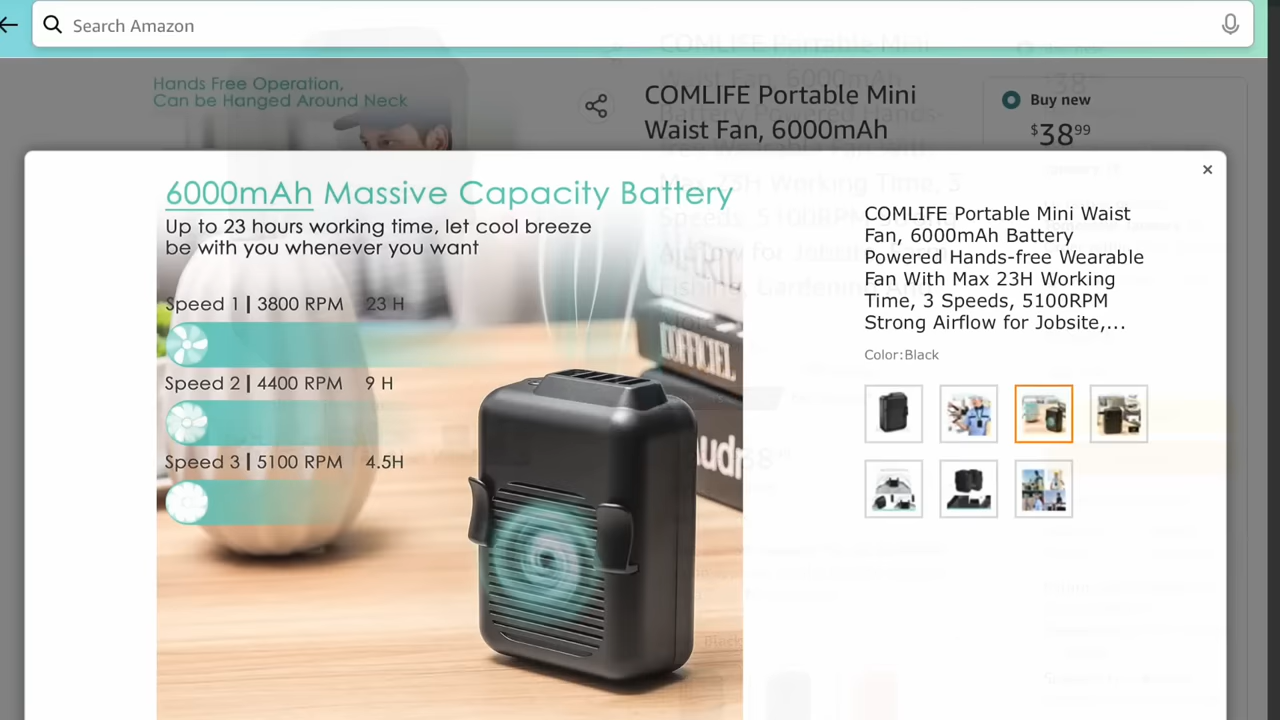 Search Amazon
Hands Free Operation,
Can be Hanged Around Neck
COMLIFE Portable Mini
Waist Fan, 6000mAh
Buy new
$38.99
6000mAh Massive Capacity Battery
Up to 23 hours working time, let cool breeze
be with you whenever you want
Speed 1 | 3800 RPM 23 H
Speed 2 | 4400 RPM 9 H
Speed 3 | 5100 RPM 4.5H
L'OFFICIEL
Audr
COMLIFE Portable Mini Waist
Fan, 6000mAh Battery
Powered Hands-free Wearable
Fan With Max 23H Working
Time, 3 Speeds, 5100RPM
Strong Airflow for Jobsite,...
Color:Black